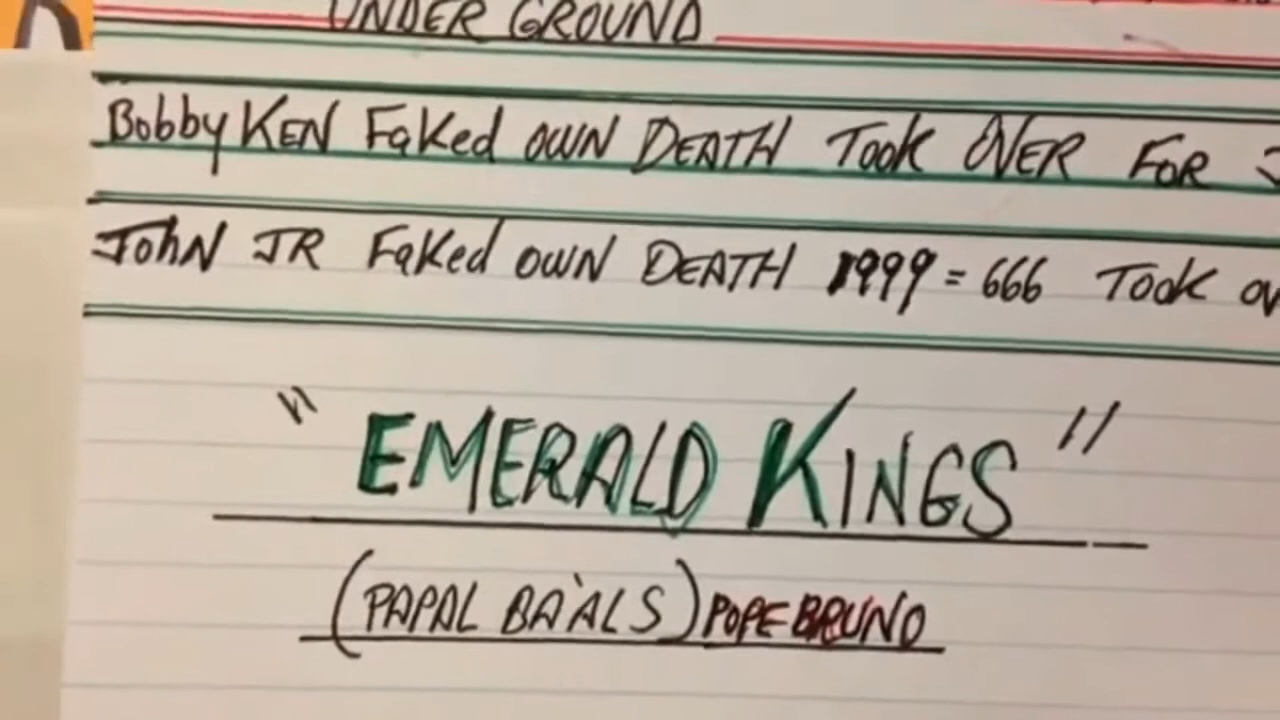 UNDER GROUND
Bobby KEN Faked OWN DEATH Took OVER FOR
JohN JR Faked OWN DEATH 1999 = 666 Took
" EMERALD KINGS "
(PAPAL BA'ALS) POPE BRUNO